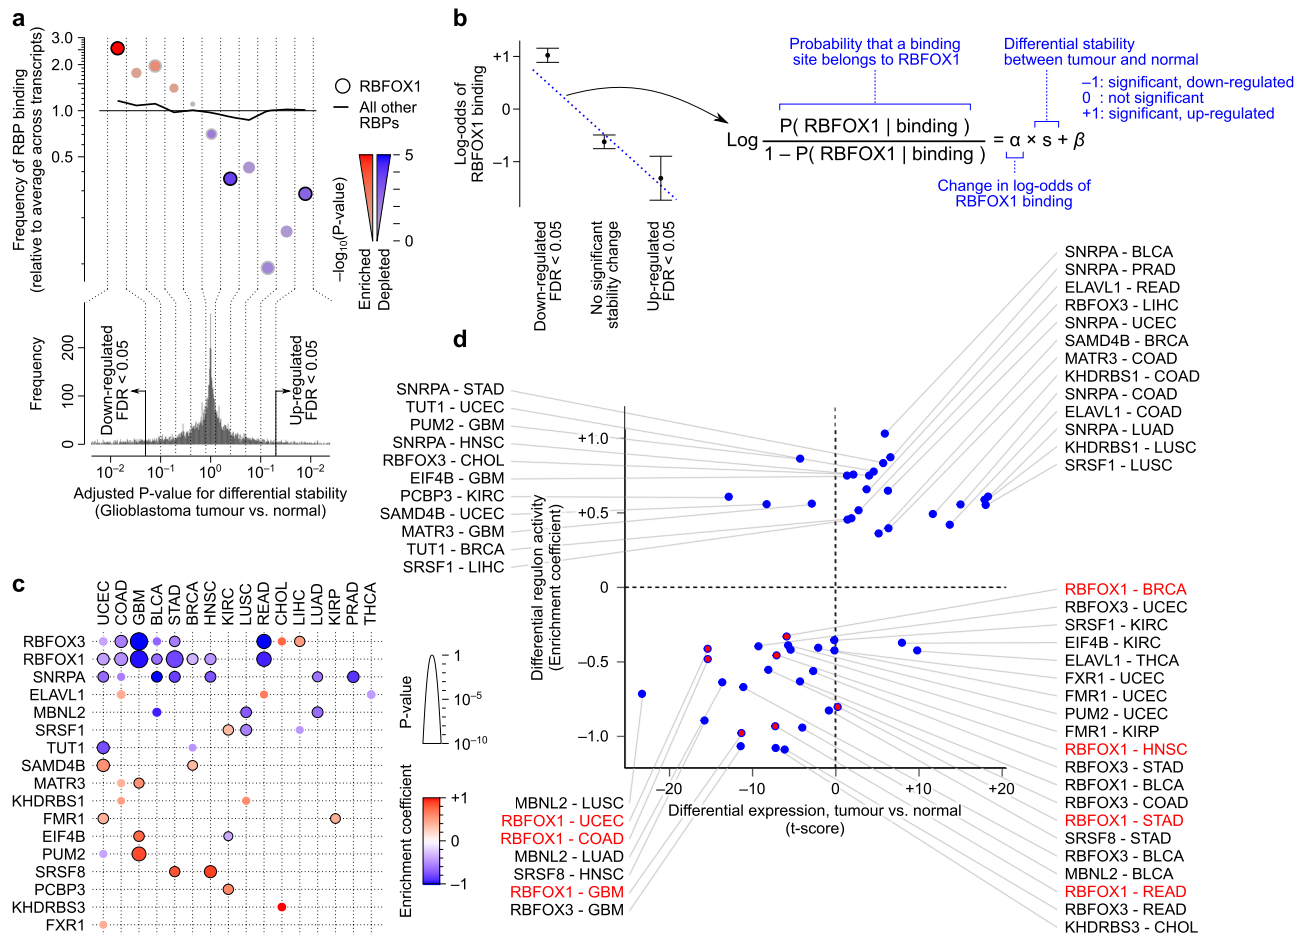 a
Frequency of RBP binding
(relative to average across transcripts)
3.0
2.0
1.0
0.5
RBFOX1
All other
RBPs
5
0
–log10(P-value)
Enriched
Depleted
Frequency
200
100
0
Down-regulated
FDR < 0.05
Up-regulated
FDR < 0.05
10−2
10−1
100
10−1
10−2
Adjusted P-value for differential stability
(Glioblastoma tumour vs. normal)
b
Log-odds of
RBFOX1 binding
+1
0
−1
Down-regulated
FDR < 0.05
No significant
stability change
Up-regulated
FDR < 0.05
Probability that a binding
site belongs to RBFOX1
Differential stability
between tumour and normal
–1: significant, down-regulated
0 : not significant
+1: significant, up-regulated
Log
P( RBFOX1 | binding )
1 − P( RBFOX1 | binding )
= α × s + β
Change in log-odds of
RBFOX1 binding
c
UCEC
COAD
GBM
BLCA
STAD
BRCA
HNSC
KIRC
LUSC
READ
CHOL
LIHC
LUAD
KIRP
PRAD
THCA
RBFOX3
RBFOX1
SNRPA
ELAVL1
MBNL2
SRSF1
TUT1
SAMD4B
MATR3
KHDRBS1
FMR1
EIF4B
PUM2
SRSF8
PCBP3
KHDRBS3
FXR1
P-value
1
10−5
10−10
Enrichment coefficient
+1
0
−1
d
SNRPA - STAD
TUT1 - UCEC
PUM2 - GBM
SNRPA - HNSC
RBFOX3 - CHOL
EIF4B - GBM
PCBP3 - KIRC
SAMD4B - UCEC
MATR3 - GBM
TUT1 - BRCA
SRSF1 - LIHC
SNRPA - BLCA
SNRPA - PRAD
ELAVL1 - READ
RBFOX3 - LIHC
SNRPA - UCEC
SAMD4B - BRCA
MATR3 - COAD
KHDRBS1 - COAD
SNRPA - COAD
ELAVL1 - COAD
SNRPA - LUAD
KHDRBS1 - LUSC
SRSF1 - LUSC
Differential regulon activity
(Enrichment coefficient)
+1.0
+0.5
0
−0.5
−1.0
−20
−10
0
+10
+20
Differential expression, tumour vs. normal
(t-score)
MBNL2 - LUSC
RBFOX1 - UCEC
RBFOX1 - COAD
MBNL2 - LUAD
SRSF8 - HNSC
RBFOX1 - GBM
RBFOX3 - GBM
RBFOX1 - BRCA
RBFOX3 - UCEC
SRSF1 - KIRC
EIF4B - KIRC
ELAVL1 - THCA
FXR1 - UCEC
FMR1 - UCEC
PUM2 - UCEC
FMR1 - KIRP
RBFOX1 - HNSC
RBFOX3 - STAD
RBFOX1 - BLCA
RBFOX3 - COAD
RBFOX1 - STAD
SRSF8 - STAD
RBFOX3 - BLCA
MBNL2 - BLCA
RBFOX1 - READ
RBFOX3 - READ
KHDRBS3 - CHOL